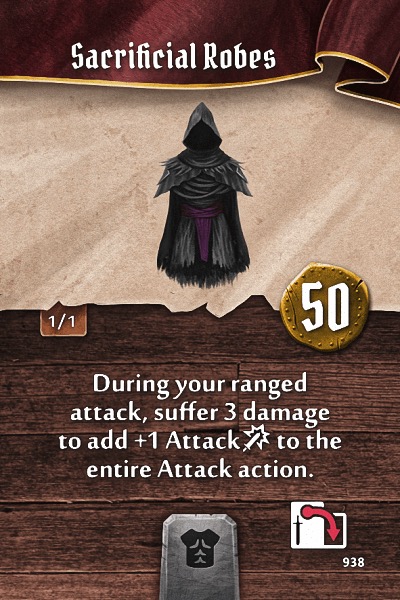 Sacrificial Robes
1/1
50
During your ranged
attack, suffer 3 damage
to add +1 Attack to the
entire Attack action.
938